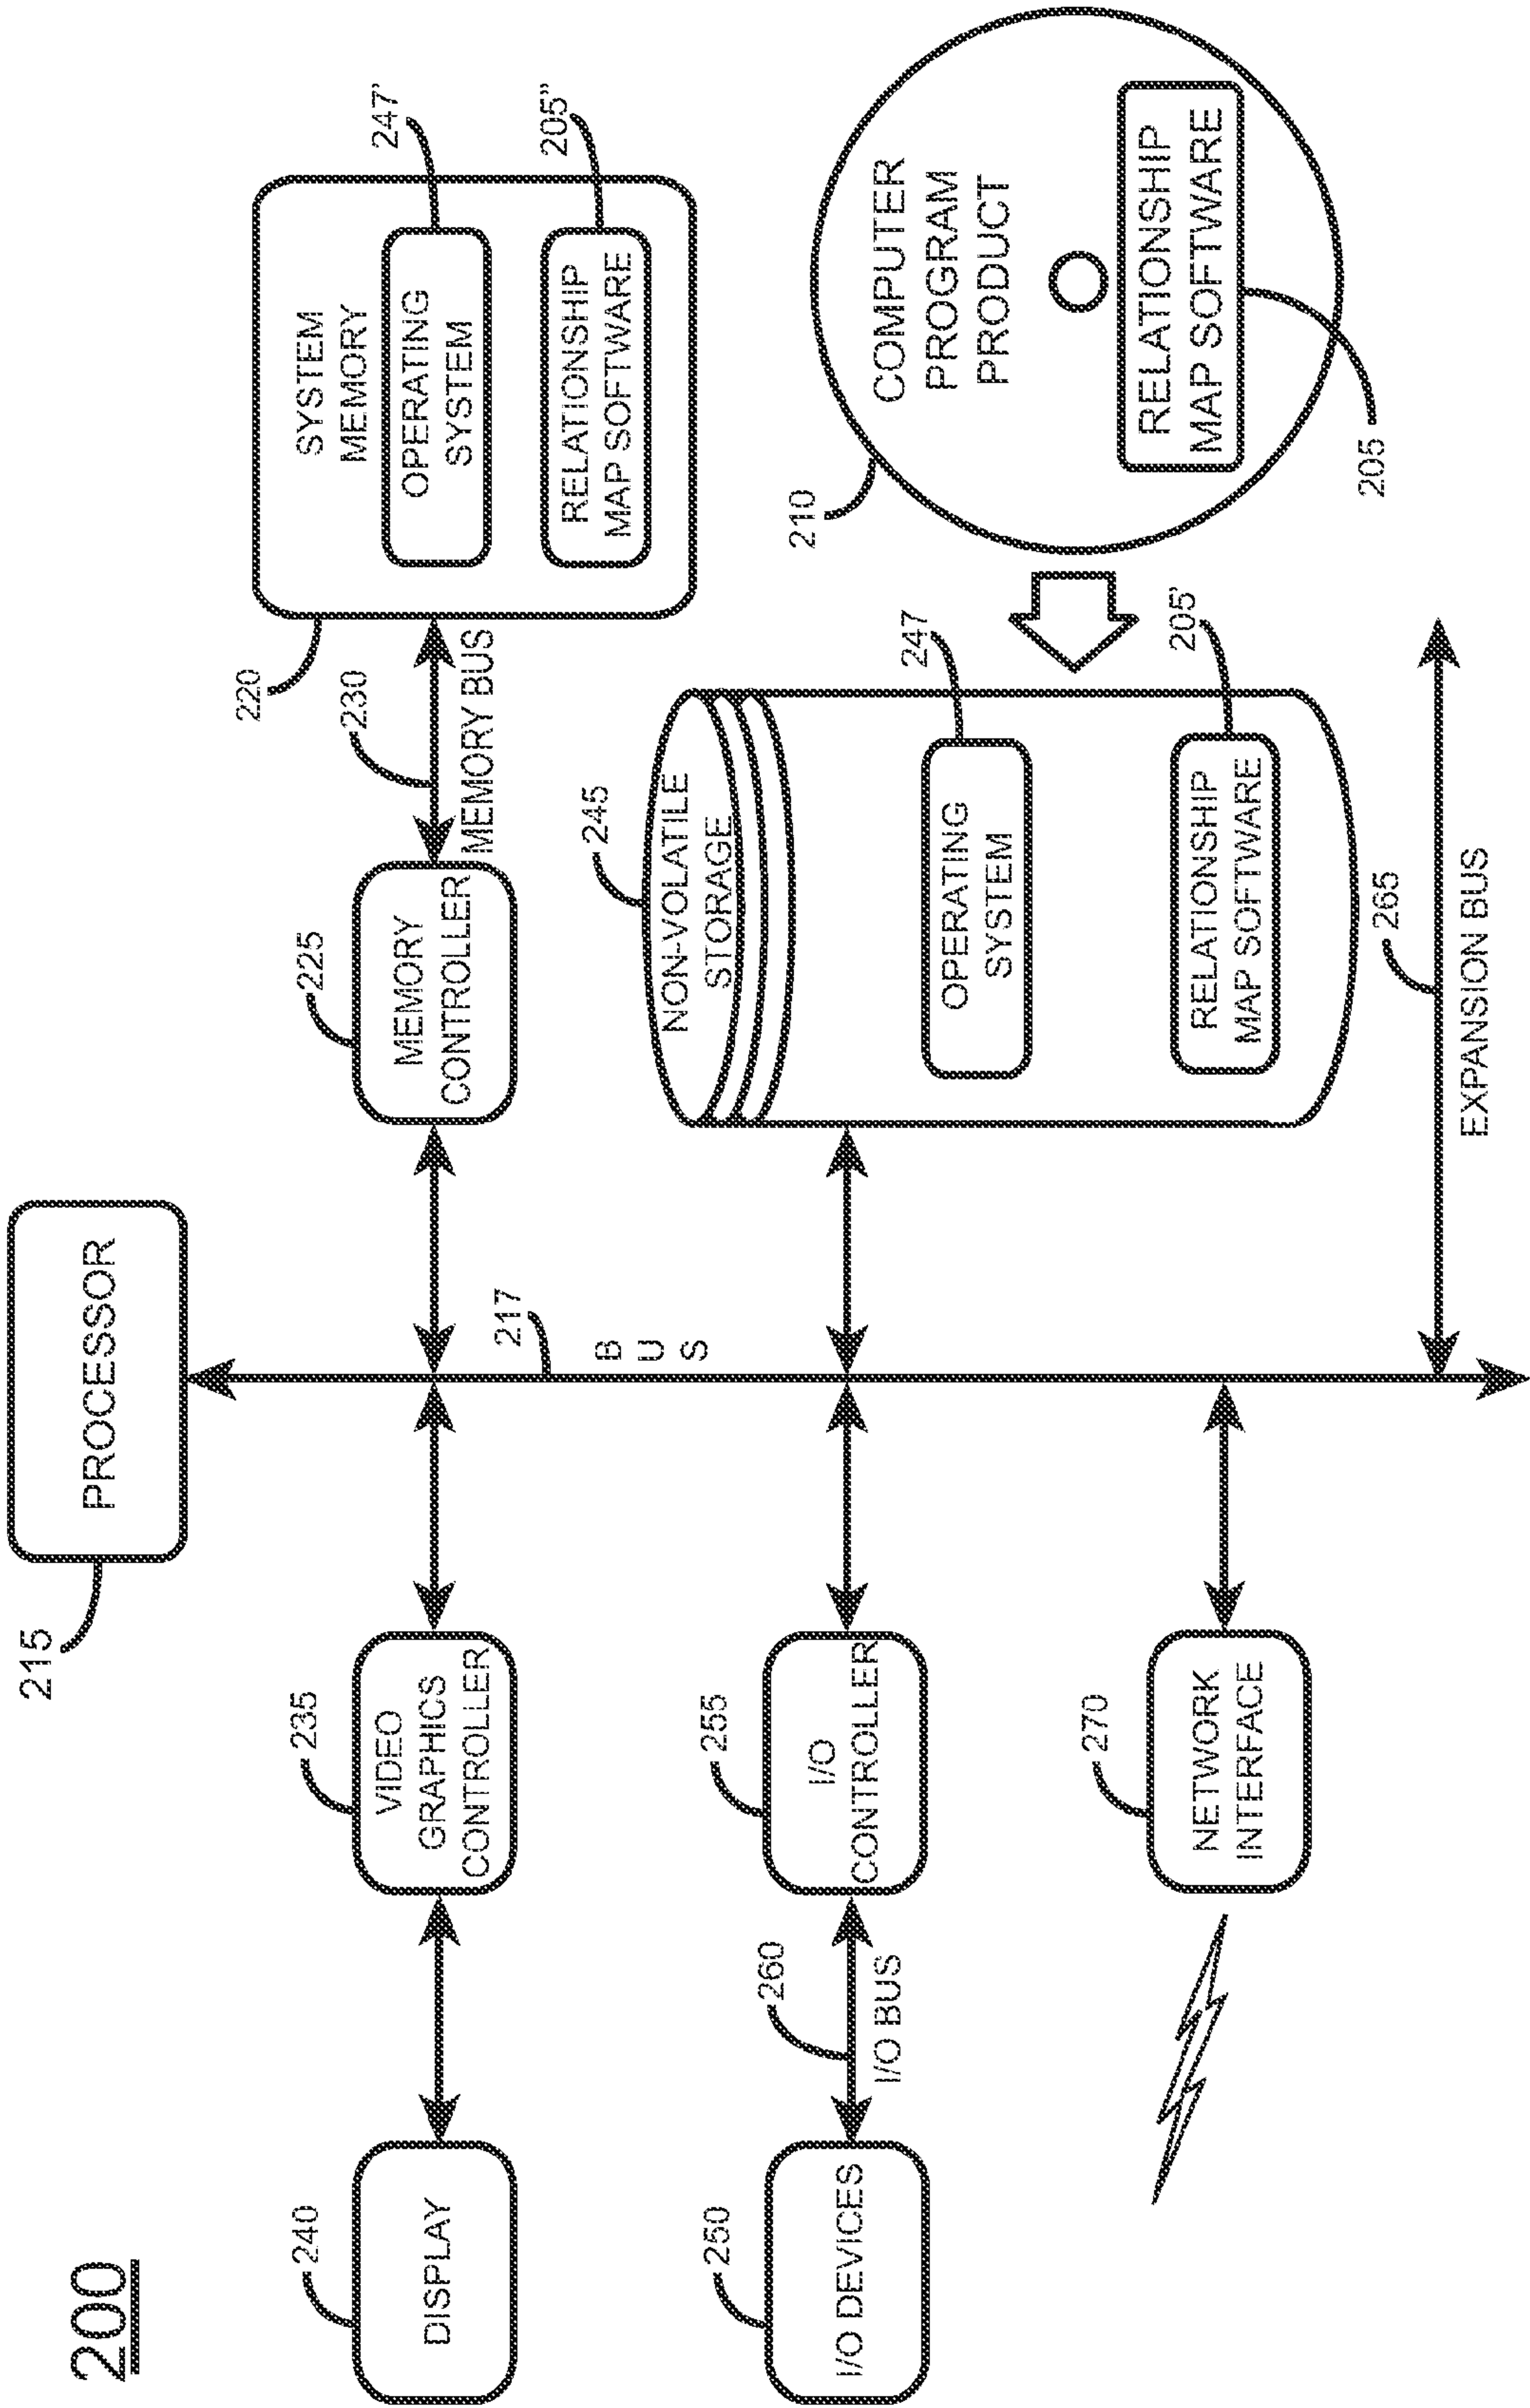 200
215
PROCESSOR
240
DISPLAY
235
VIDEO
GRAPHICS
CONTROLLER
225
MEMORY
CONTROLLER
230
MEMORY BUS
220
SYSTEM
MEMORY
247'
OPERATING
SYSTEM
205"
RELATIONSHIP
MAP SOFTWARE
217
B
U
S
250
I/O DEVICES
260
I/O BUS
255
I/O
CONTROLLER
245
NON-VOLATILE
STORAGE
247
OPERATING
SYSTEM
205'
RELATIONSHIP
MAP SOFTWARE
210
COMPUTER
PROGRAM
PRODUCT
RELATIONSHIP
MAP SOFTWARE
205
270
NETWORK
INTERFACE
265
EXPANSION BUS